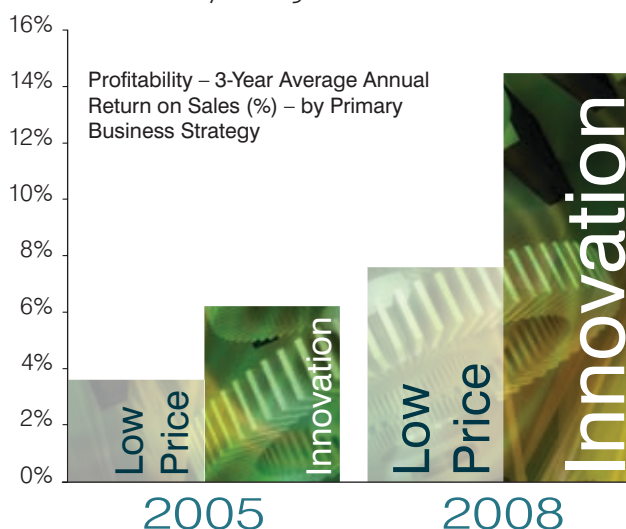 16%
14%
12%
10%
8%
6%
4%
2%
0%
Profitability – 3-Year Average Annual
Return on Sales (%) – by Primary
Business Strategy
Low
Price
Innovation
Low
Price
Innovation
2005
2008